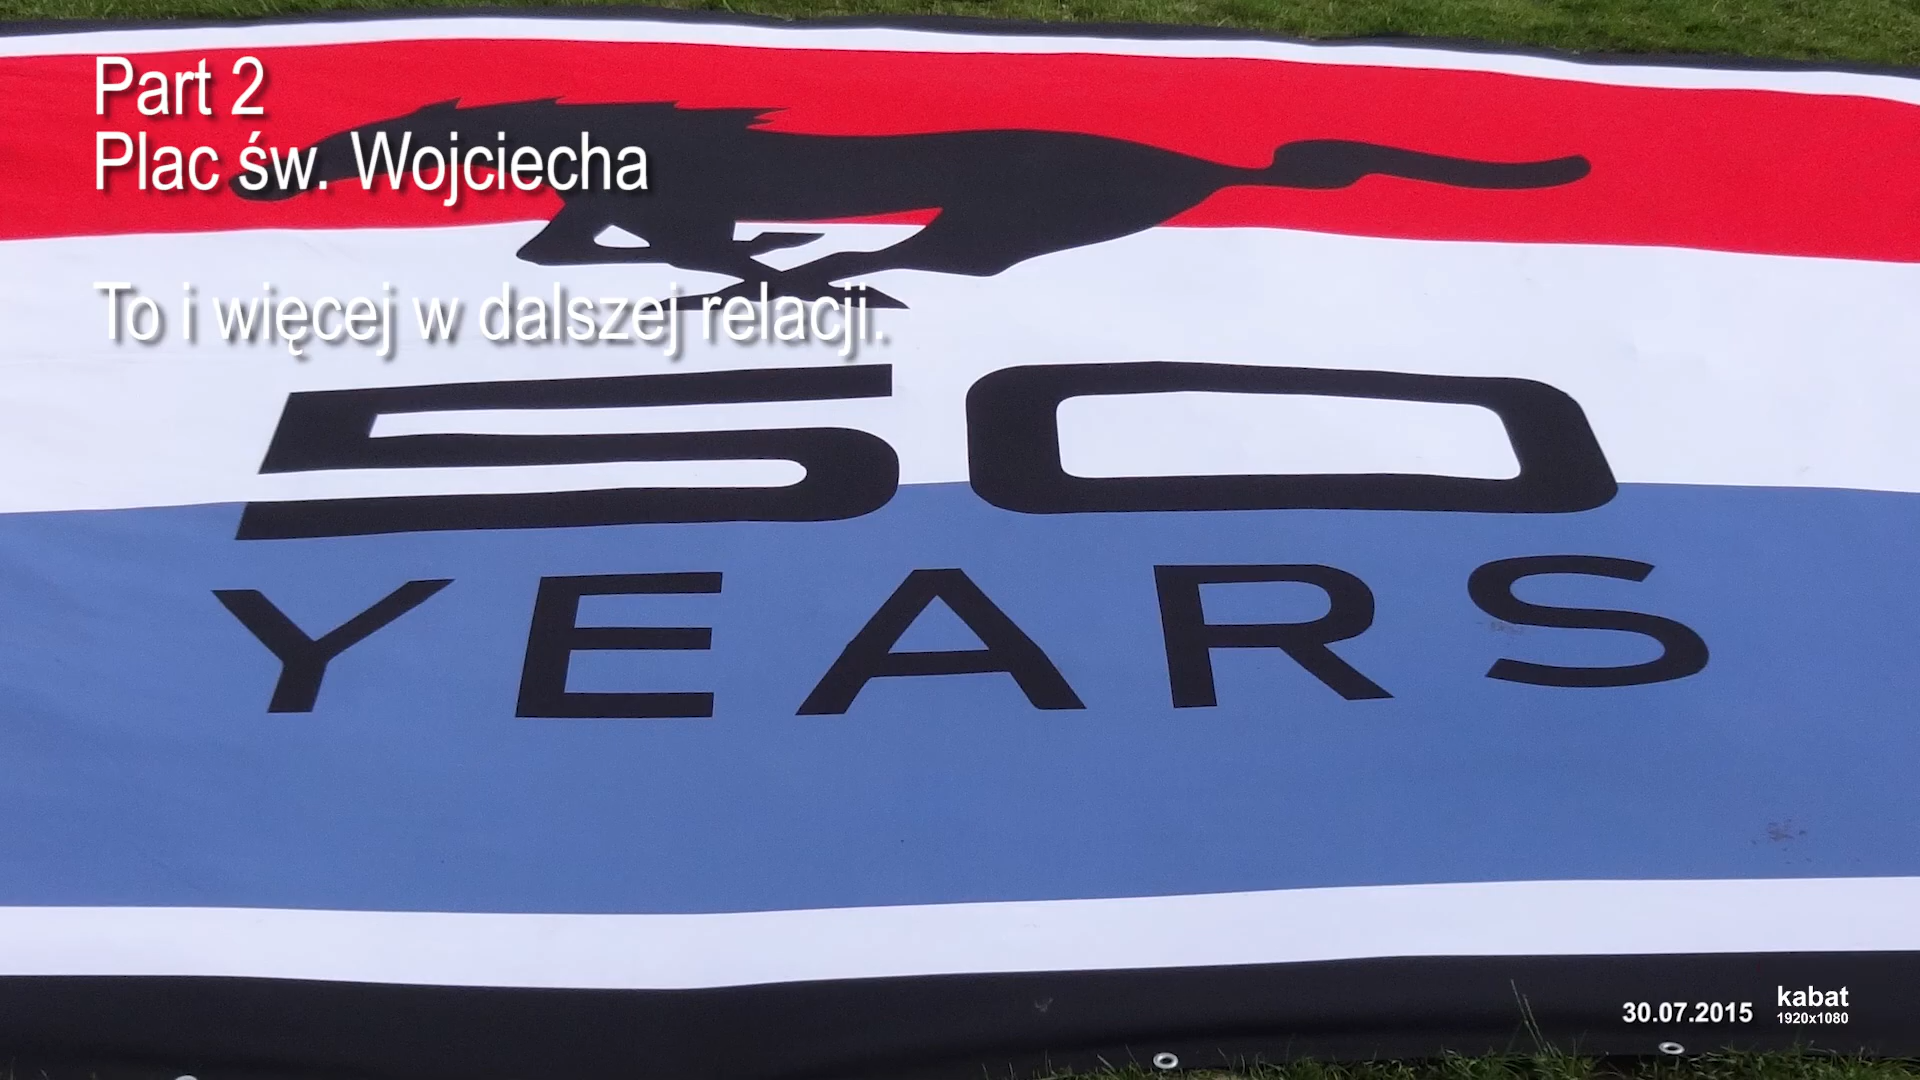 Part 2
Plac św. Wojciecha
To i więcej w dalszej relacji.
50
YEARS
30.07.2015
kabat
1920x1080